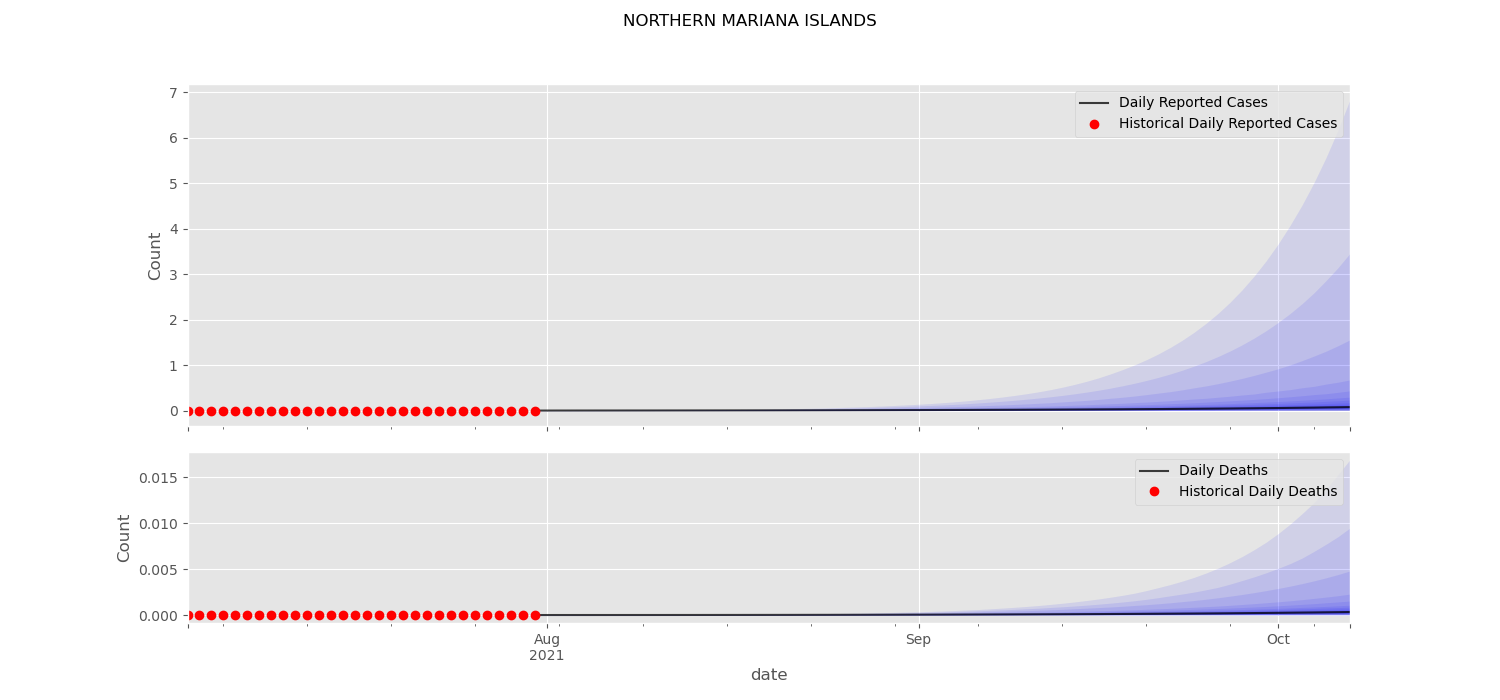 NORTHERN MARIANA ISLANDS
Daily Reported Cases
Historical Daily Reported Cases
7
6
5
4
3
2
1
0
Count
Daily Deaths
Historical Daily Deaths
0.015
0.010
0.005
0.000
Count
Aug
2021
Sep
Oct
date